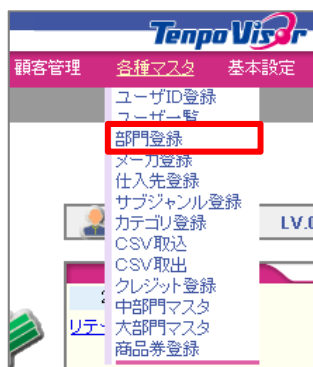 Tenpo Visor
顧客管理 各種マスタ 基本設定
ユーザID登録
ユーザ一覧
部門登録
メーカ登録
仕入先登録
サブジャンル登録
カテゴリ登録
LV.0
CSV取込
CSV取出
クレジット登録
中部門マスタ
リテ
大部門マスタ
商品券登録